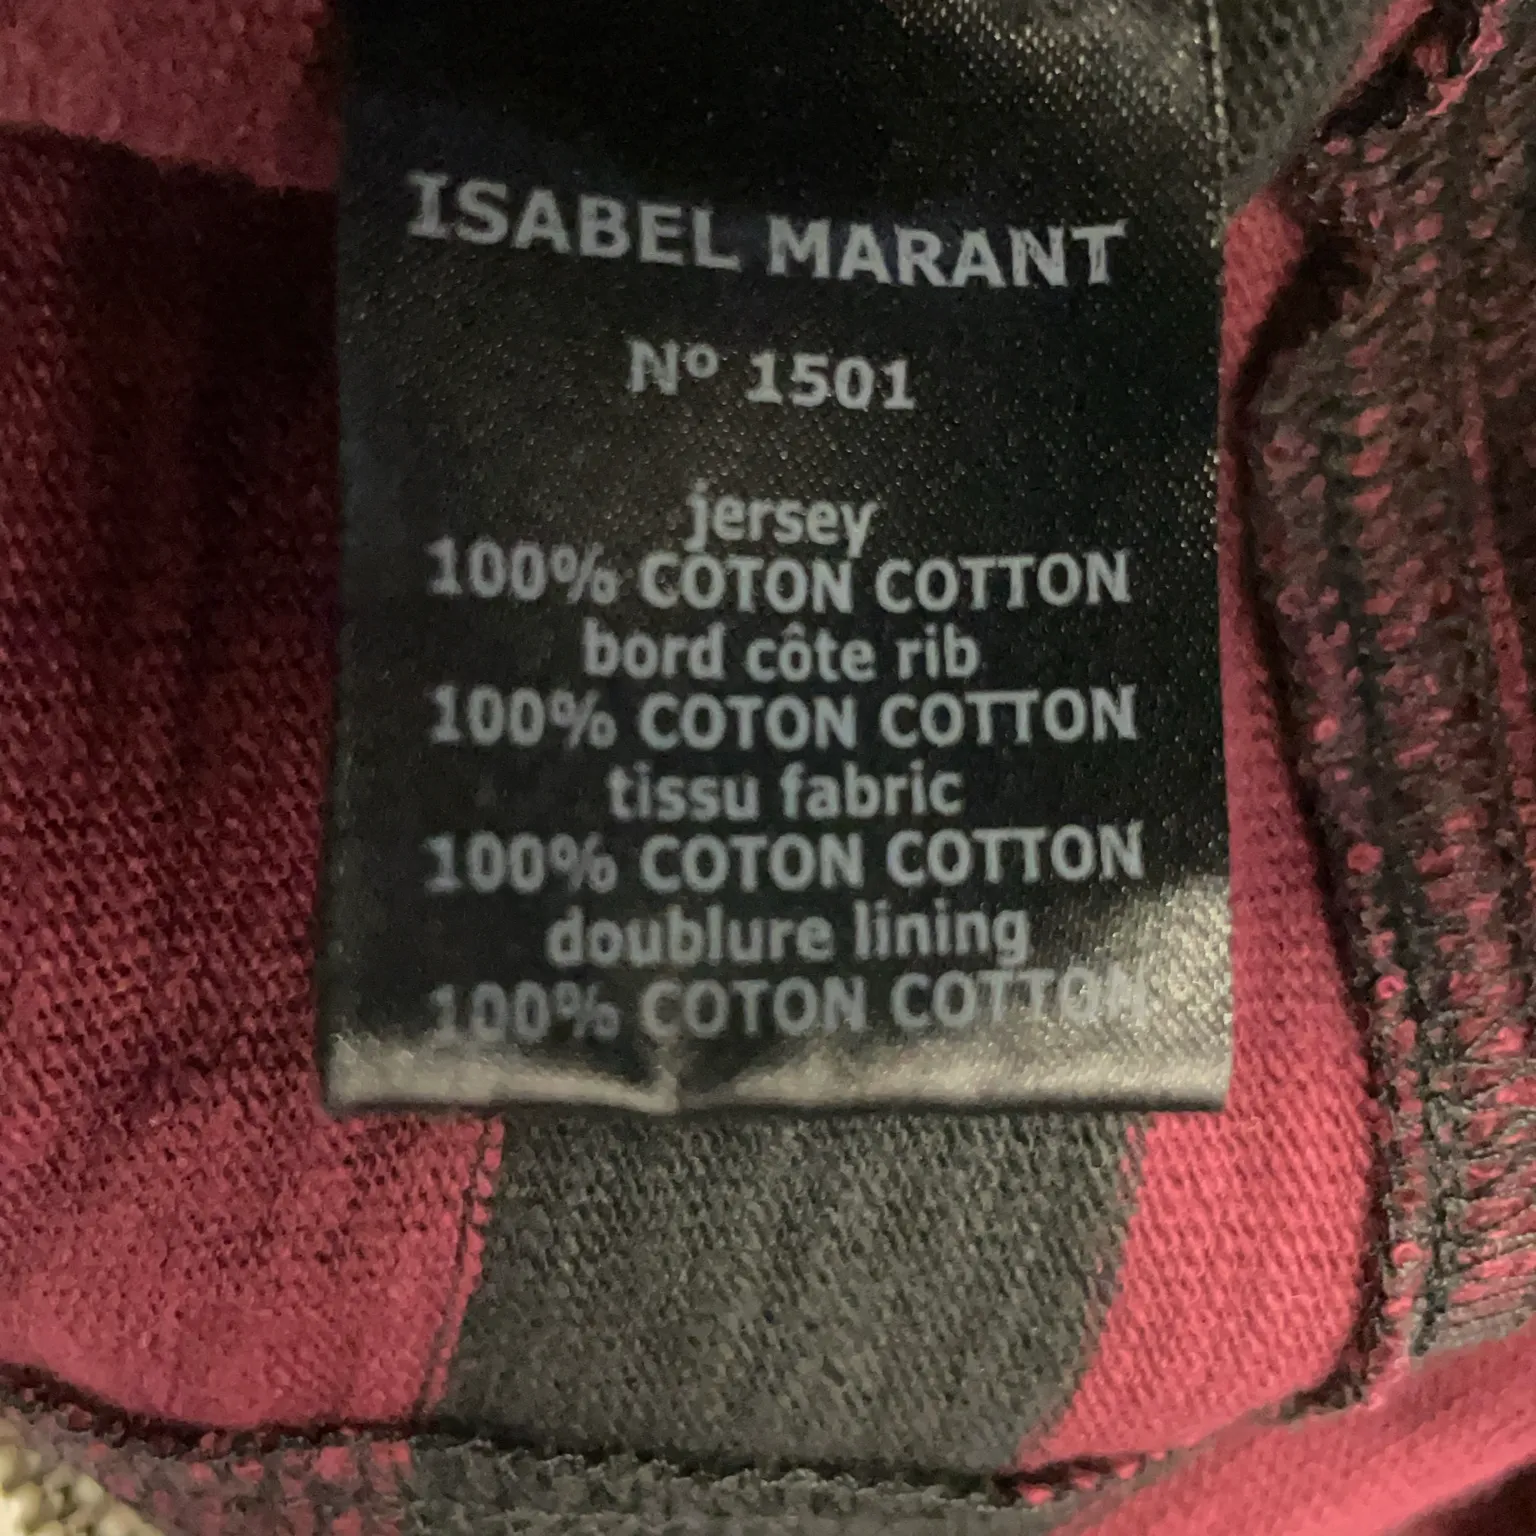 ISABEL MARANT
Nº 1501
jersey
100% COTON COTTON
bord côte rib
100% COTON COTTON
tissu fabric
100% COTON COTTON
doublure lining
100% COTON COTTON